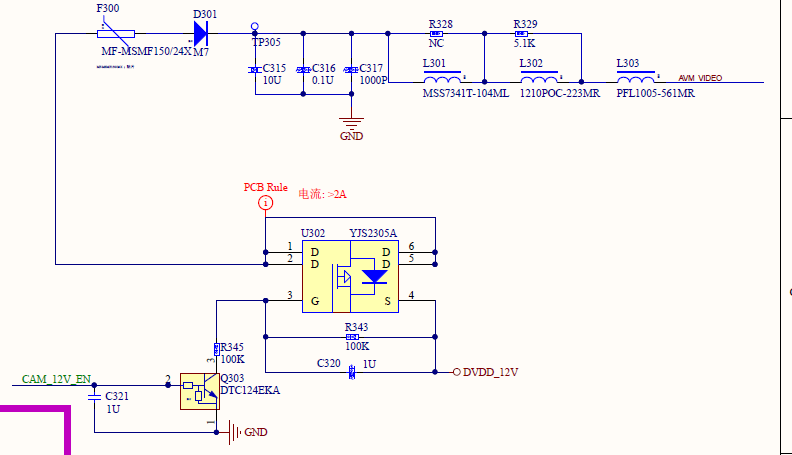 F300
D301
TP305
MF-MSMF150/24X
M7
C315
10U
C316
0.1U
C317
1000P
GND
R328
NC
R329
5.1K
L301
MSS7341T-104ML
L302
1210POC-223MR
L303
PFL1005-561MR
AVM_VIDEO
PCB Rule
i
电流: >2A
U302
YJS2305A
1
D
D
6
2
D
D
5
3
G
S
4
R343
100K
C320
1U
DVDD_12V
R345
100K
3
CAM_12V_EN
2
Q303
DTC124EKA
C321
1U
1
GND